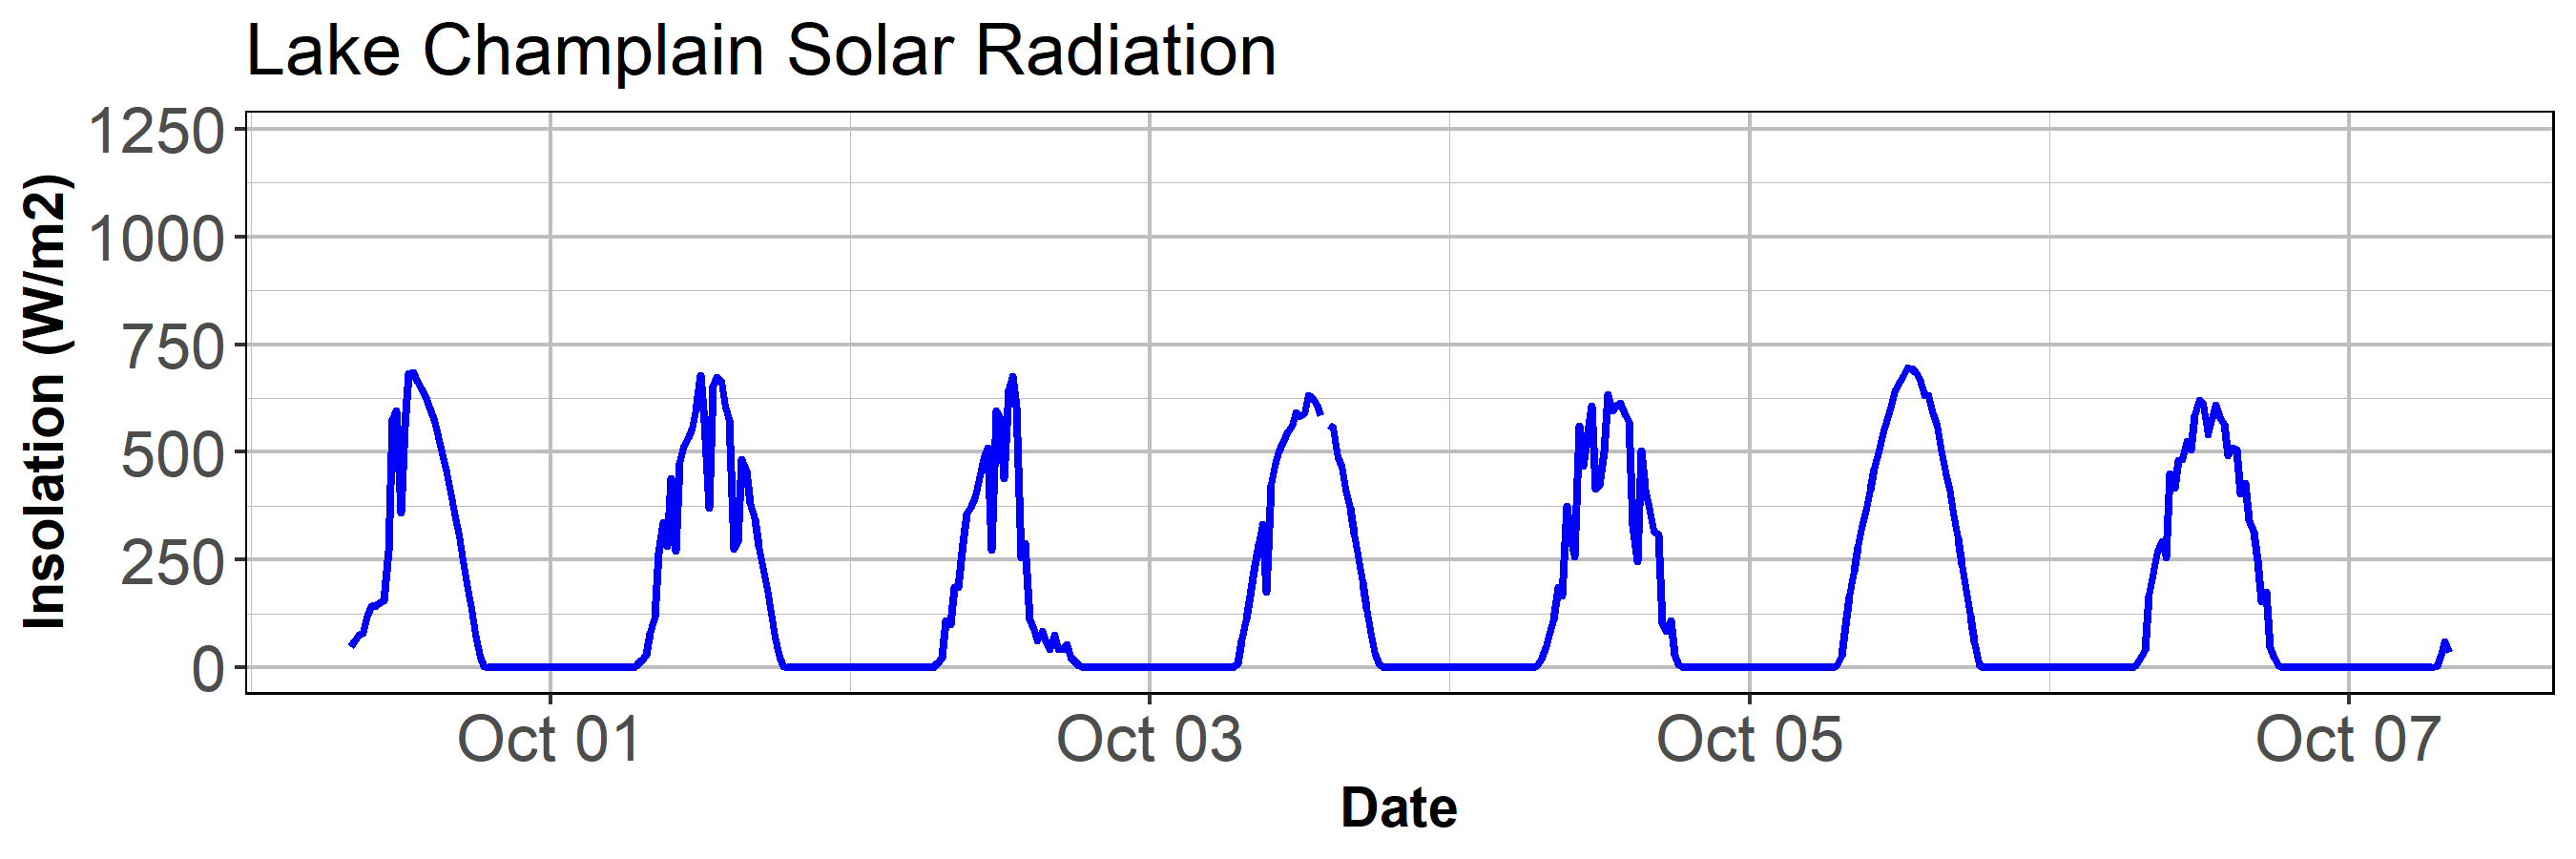 Lake Champlain Solar Radiation
Insolation (W/m2)
1250
1000
750
500
250
0
Oct 01 Oct 03 Oct 05 Oct 07
Date